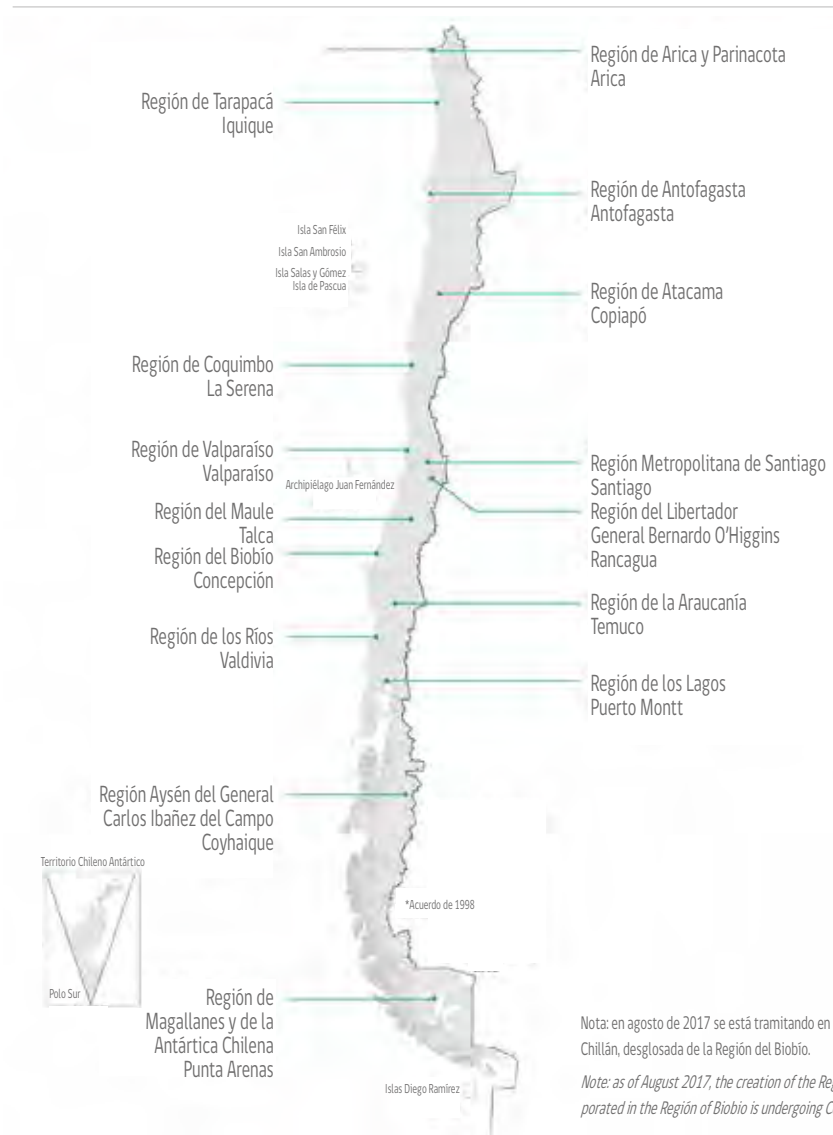 Región de Arica y Parinacota
Arica
Región de Tarapacá
Iquique
Región de Antofagasta
Antofagasta
Isla San Félix
Isla San Ambrosio
Isla Salas y Gómez
Isla de Pascua
Región de Atacama
Copiapó
Región de Coquimbo
La Serena
Región de Valparaíso
Valparaíso
Archipiélago Juan Fernández
Región Metropolitana de Santiago
Santiago
Región del Libertador
General Bernardo O’Higgins
Rancagua
Región del Maule
Talca
Región del Biobío
Concepción
Región de la Araucanía
Temuco
Región de los Ríos
Valdivia
Región de los Lagos
Puerto Montt
Región Aysén del General
Carlos Ibañez del Campo
Coyhaique
Territorio Chileno Antártico
Polo Sur
*Acuerdo de 1998
Región de
Magallanes y de la
Antártica Chilena
Punta Arenas
Islas Diego Ramírez
Nota: en agosto de 2017 se está tramitando en
Chillán, desglosada de la Región del Biobío.
Note: as of August 2017, the creation of the
porated in the Región of Biobio is undergoing